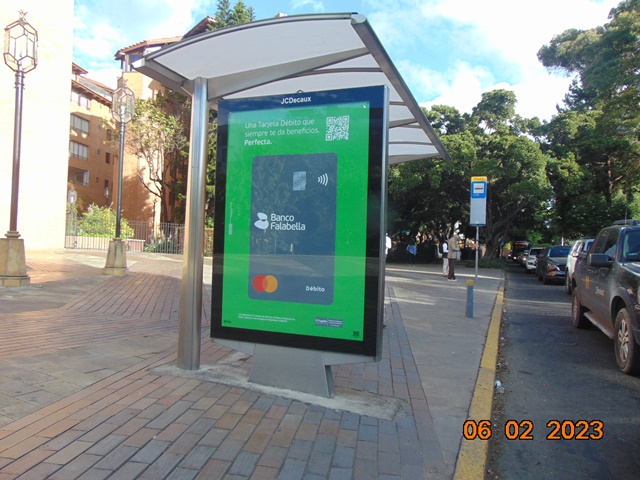 JCDecaux
Una Tarjeta Débito que
siempre te da beneficios.
Perfecta.
Banco
Falabella
Débito
06 02 2023